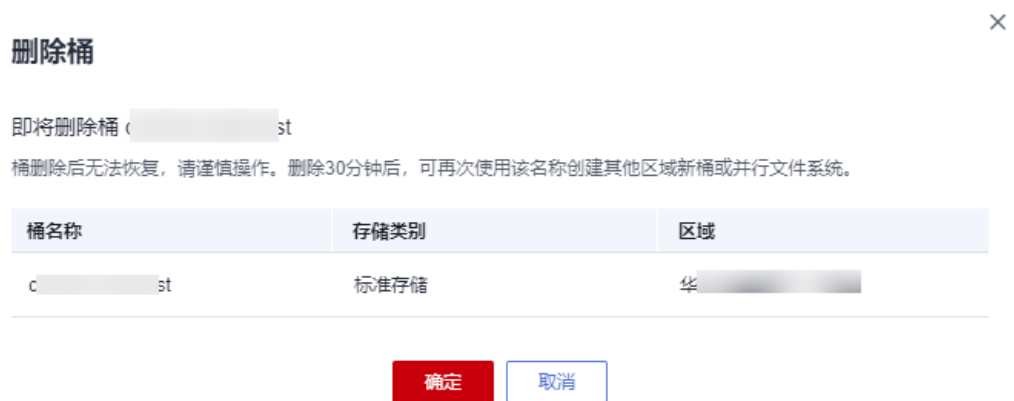 删除桶
即将删除桶 c st
桶删除后无法恢复，请谨慎操作。删除30分钟后，可再次使用该名称创建其他区域新桶或并行文件系统。
桶名称 存储类别 区域
c st 标准存储 华
确定 取消